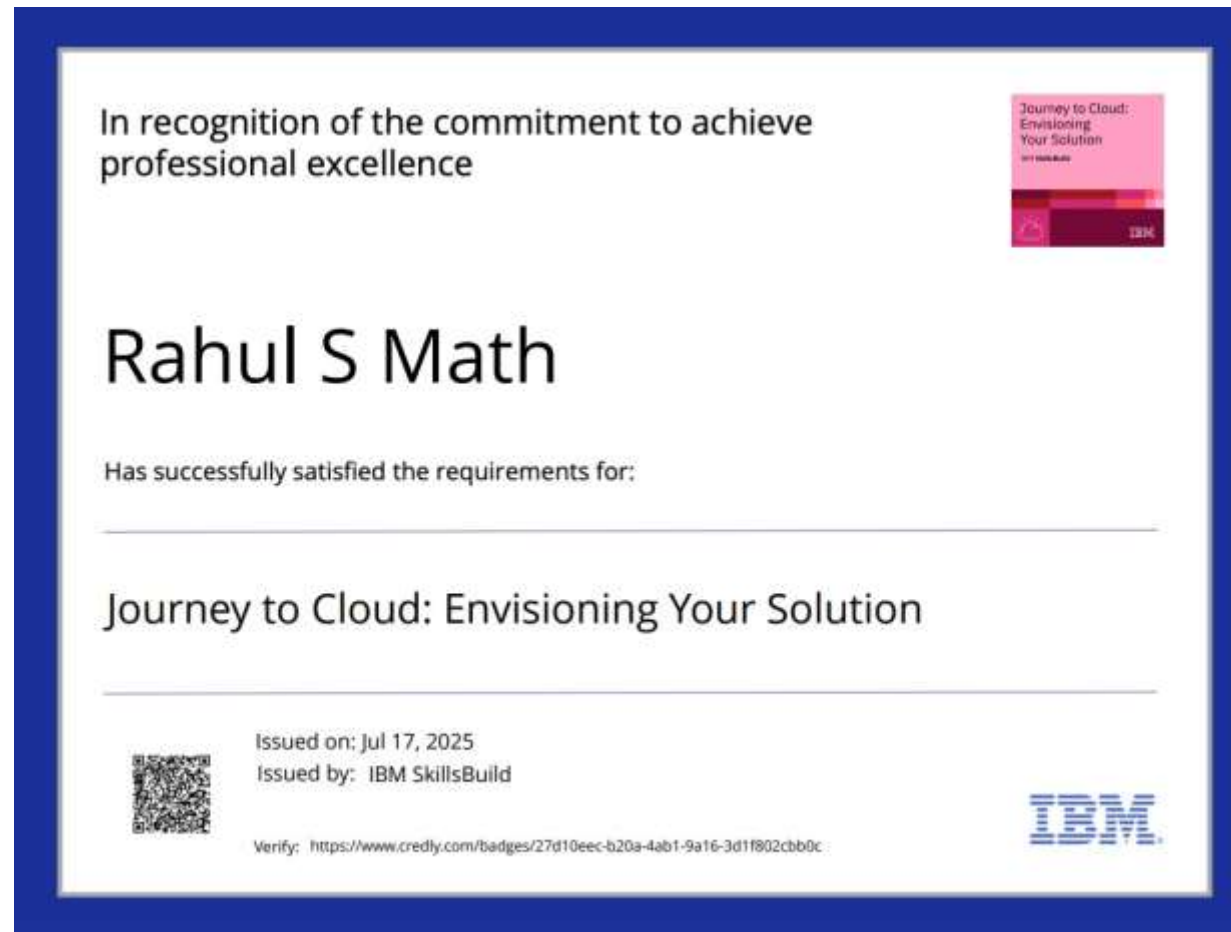 In recognition of the commitment to achieve
professional excellence
Journey to Cloud:
Envisioning
Your Solution
IBM SkillsBuild
IBM
Rahul S Math
Has successfully satisfied the requirements for:
Journey to Cloud: Envisioning Your Solution
Issued on: Jul 17, 2025
Issued by: IBM SkillsBuild
Verify: https://www.credly.com/badges/27d10eec-b20a-4ab1-9a16-3d1f802cbb0c
IBM